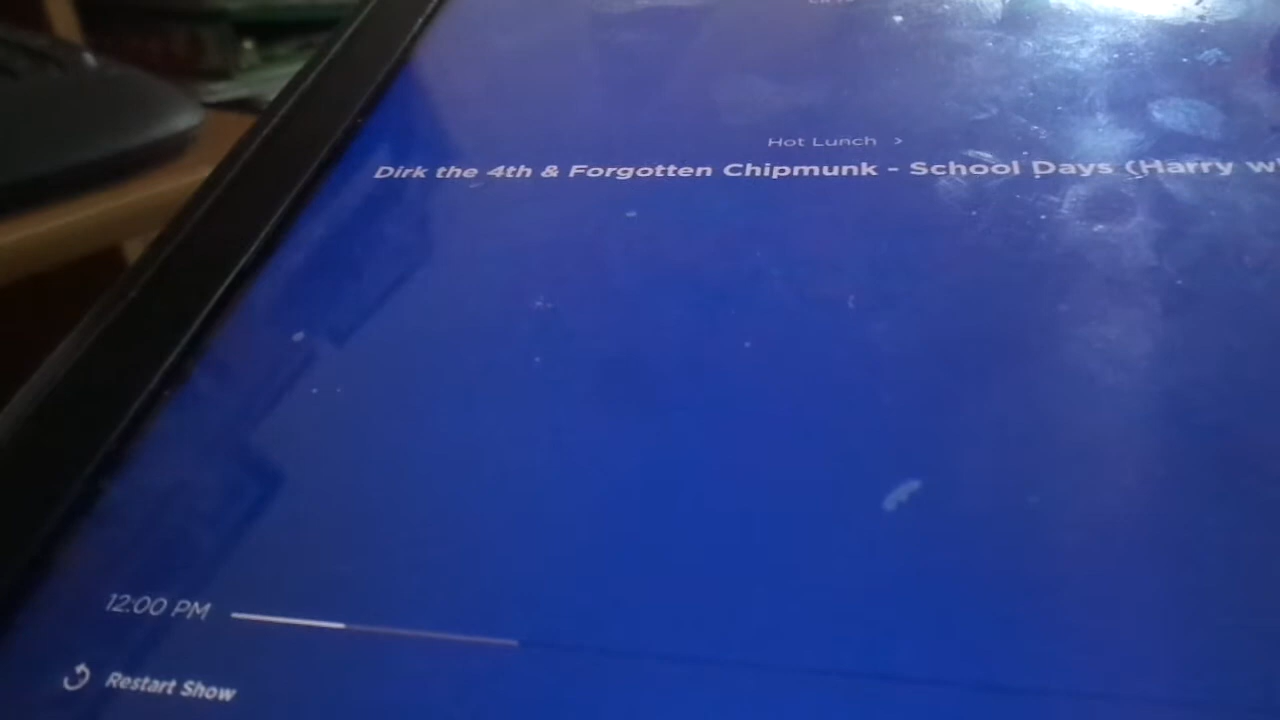 Hot Lunch >
Dirk the 4th & Forgotten Chipmunk - School Days (Harry
12:00 PM
Restart Show